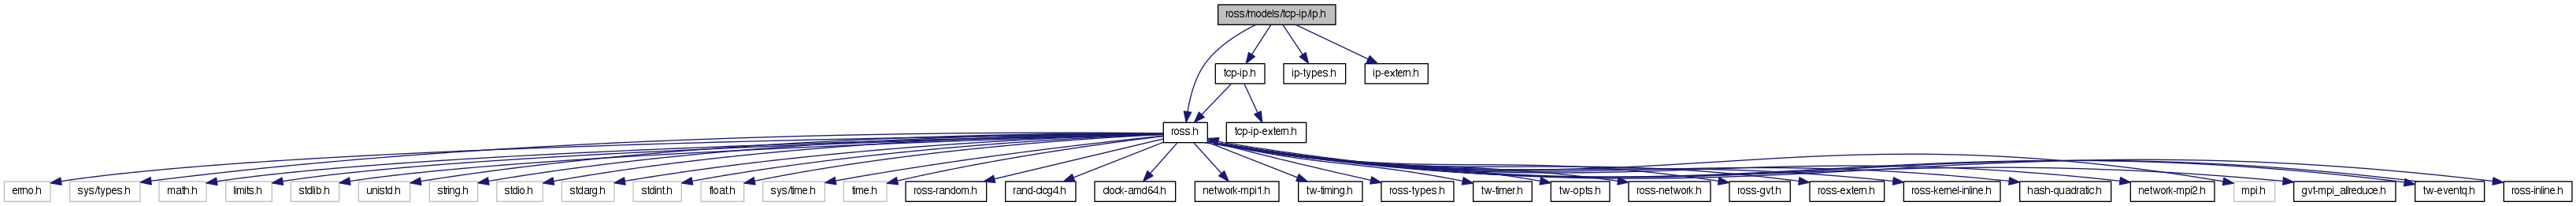 ross/models/tcp-ip/ip.h
tcp-ip.h
ip-types.h
ip-extern.h
ross.h
tcp-ip-extern.h
errno.h
sys/types.h
math.h
limits.h
stdlib.h
unistd.h
string.h
stdio.h
stdarg.h
stdint.h
float.h
sys/time.h
time.h
ross-random.h
rand-clcg4.h
clock-amd64.h
network-mpi1.h
tw-timing.h
ross-types.h
tw-timer.h
tw-opts.h
ross-network.h
ross-gvt.h
ross-extern.h
ross-kernel-inline.h
hash-quadratic.h
network-mpi2.h
mpi.h
gvt-mpi_allreduce.h
tw-eventq.h
ross-inline.h